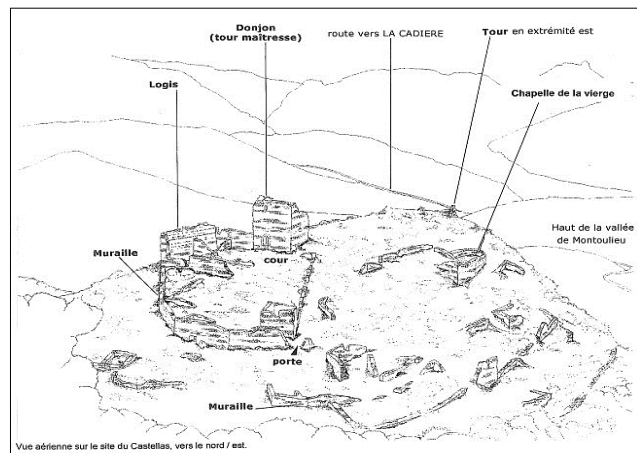 Donjon
(tour maîtresse)
route vers LA CADIERE
Tour en extrémité est
Logis
Chapelle de la vierge
Haut de la vallée
de Montoulieu
Muraille
cour
porte
Muraille
Vue aérienne sur le site du Castellas, vers le nord / est.